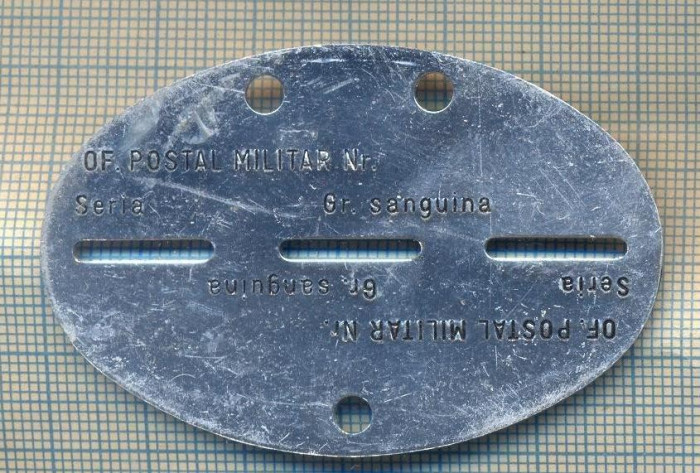 OF. POSTAL MILITAR Nr.
Seria Gr. sanguina
Seria Gr. sanguina
OF. POSTAL MILITAR Nr.